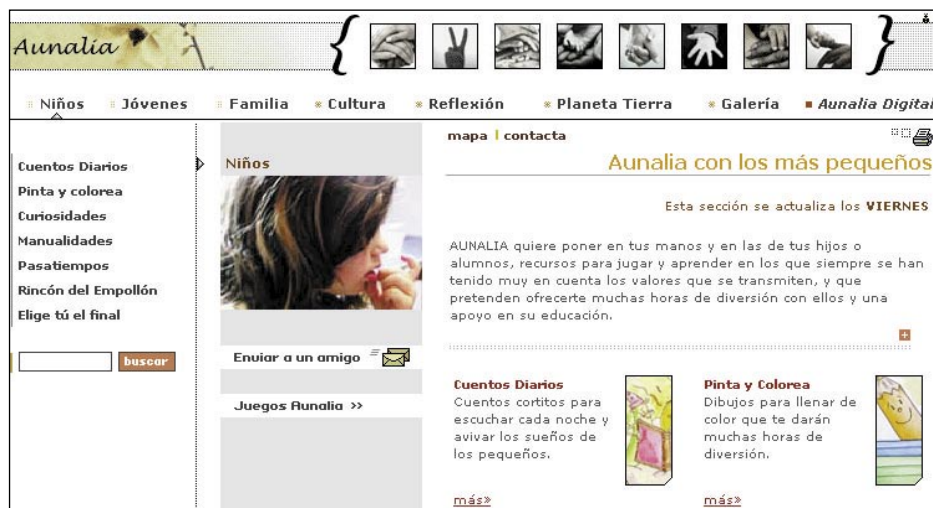 Aunalia
Niños Jóvenes Familia Cultura Reflexión Planeta Tierra Galería Aunalia Digital
Cuentos Diarios
Pinta y colorea
Curiosidades
Manualidades
Pasatiempos
Rincón del Empollón
Elige tú el final
buscar
Niños
Enviar a un amigo
Juegos Aunalia >>
mapa | contacta
Aunalia con los más pequeños
Esta sección se actualiza los VIERNES
AUNALIA quiere poner en tus manos y en las de tus hijos o
alumnos, recursos para jugar y aprender en los que siempre se han
tenido muy en cuenta los valores que se transmiten, y que
pretenden ofrecerte muchas horas de diversión con ellos y una
apoyo en su educación.
Cuentos Diarios
Cuentos cortitos para
escuchar cada noche y
avivar los sueños de
los pequeños.
más»
Pinta y Colorea
Dibujos para llenar de
color que te darán
muchas horas de
diversión.
más»